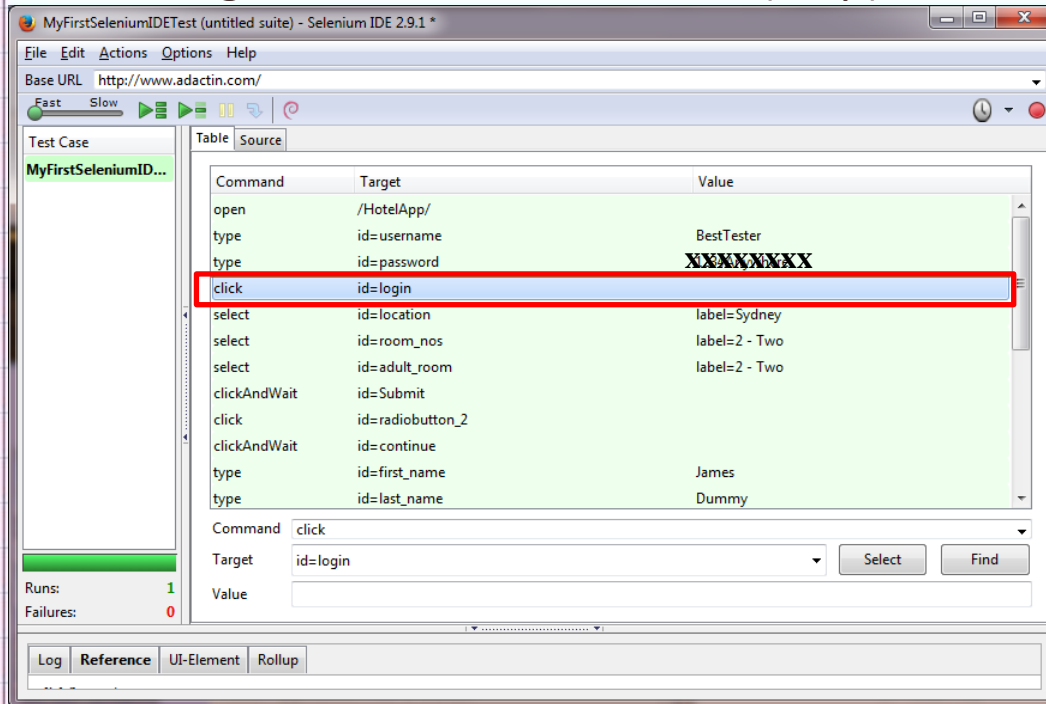 MyFirstSeleniumIDETest (untitled suite) - Selenium IDE 2.9.1 *
File Edit Actions Options Help
Base URL http://www.adactin.com/
Fast Slow
Test Case
Table Source
MyFirstSeleniumID...
Command Target Value
open /HotelApp/
type id=username BestTester
type id=password XXXXXXXX
click id=login
select id=location label=Sydney
select id=room_nos label=2 - Two
select id=adult_room label=2 - Two
clickAndWait id=Submit
click id=radiobutton_2
clickAndWait id=continue
type id=first_name James
type id=last_name Dummy
Command click
Target id=login Select Find
Runs: 1
Value
Failures: 0
Log Reference UI-Element Rollup